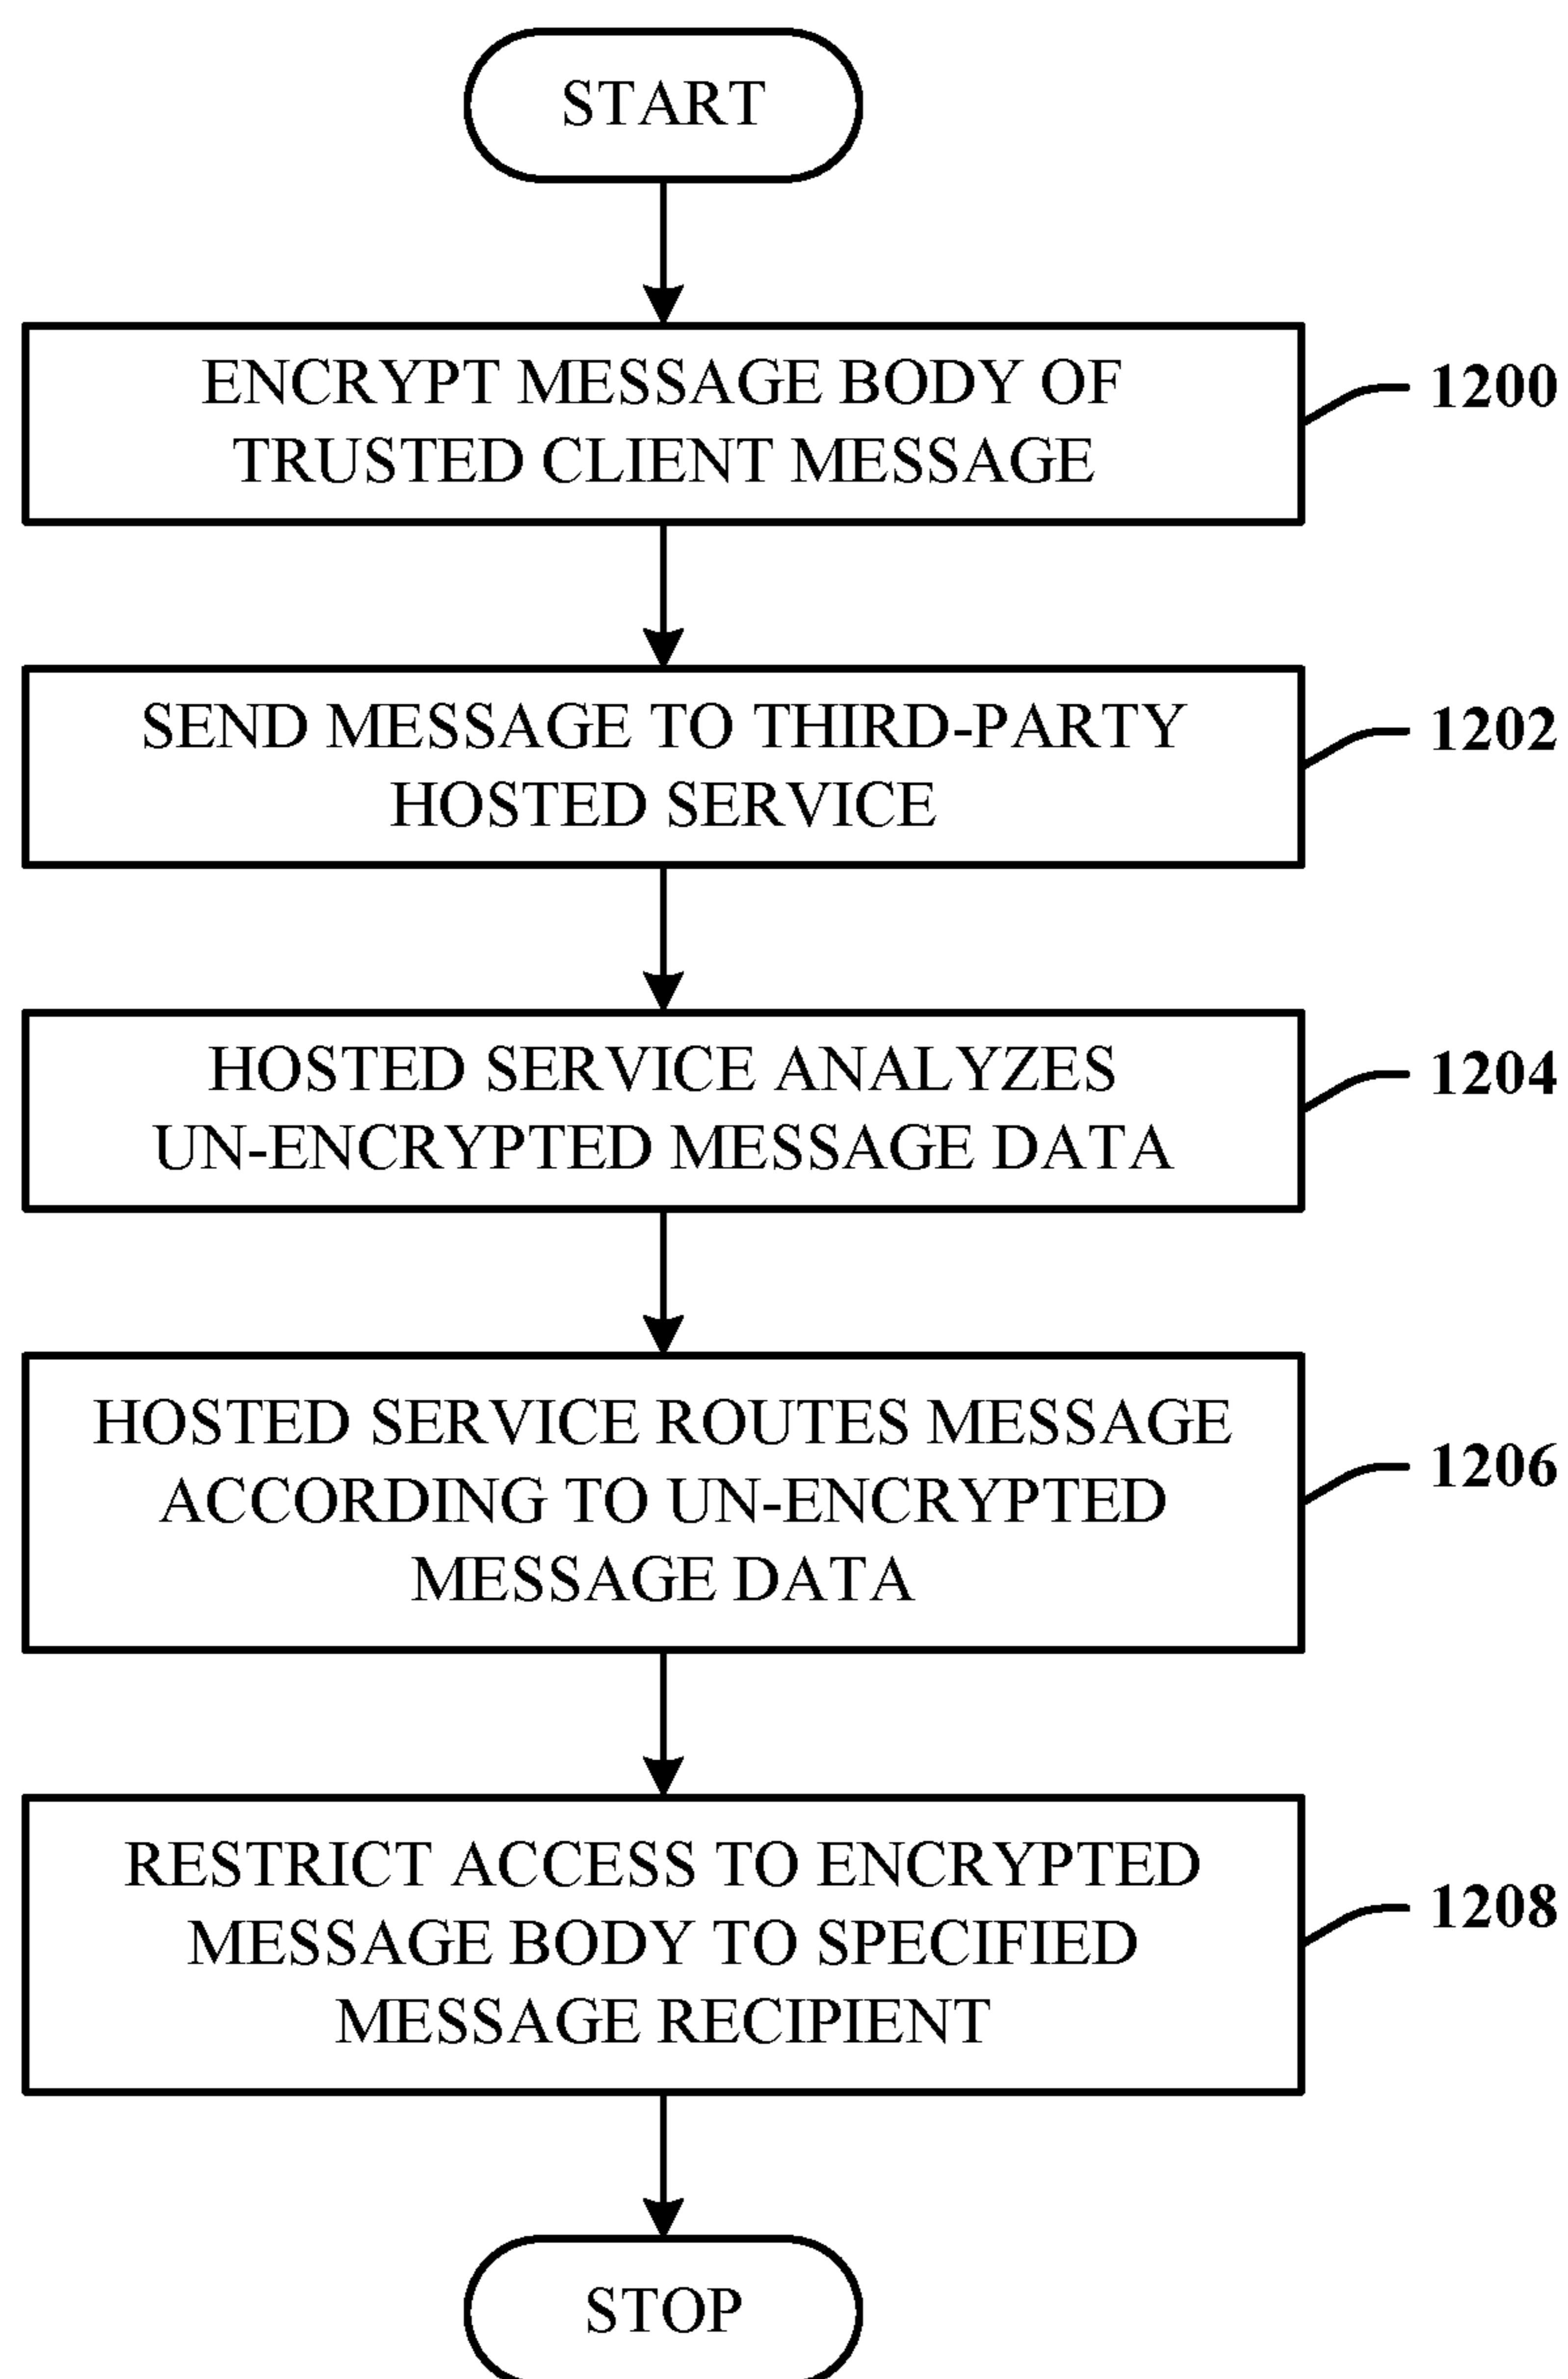 START
ENCRYPT MESSAGE BODY OF
TRUSTED CLIENT MESSAGE
1200
SEND MESSAGE TO THIRD-PARTY
HOSTED SERVICE
1202
HOSTED SERVICE ANALYZES
UN-ENCRYPTED MESSAGE DATA
1204
HOSTED SERVICE ROUTES MESSAGE
ACCORDING TO UN-ENCRYPTED
MESSAGE DATA
1206
RESTRICT ACCESS TO ENCRYPTED
MESSAGE BODY TO SPECIFIED
MESSAGE RECIPIENT
1208
STOP